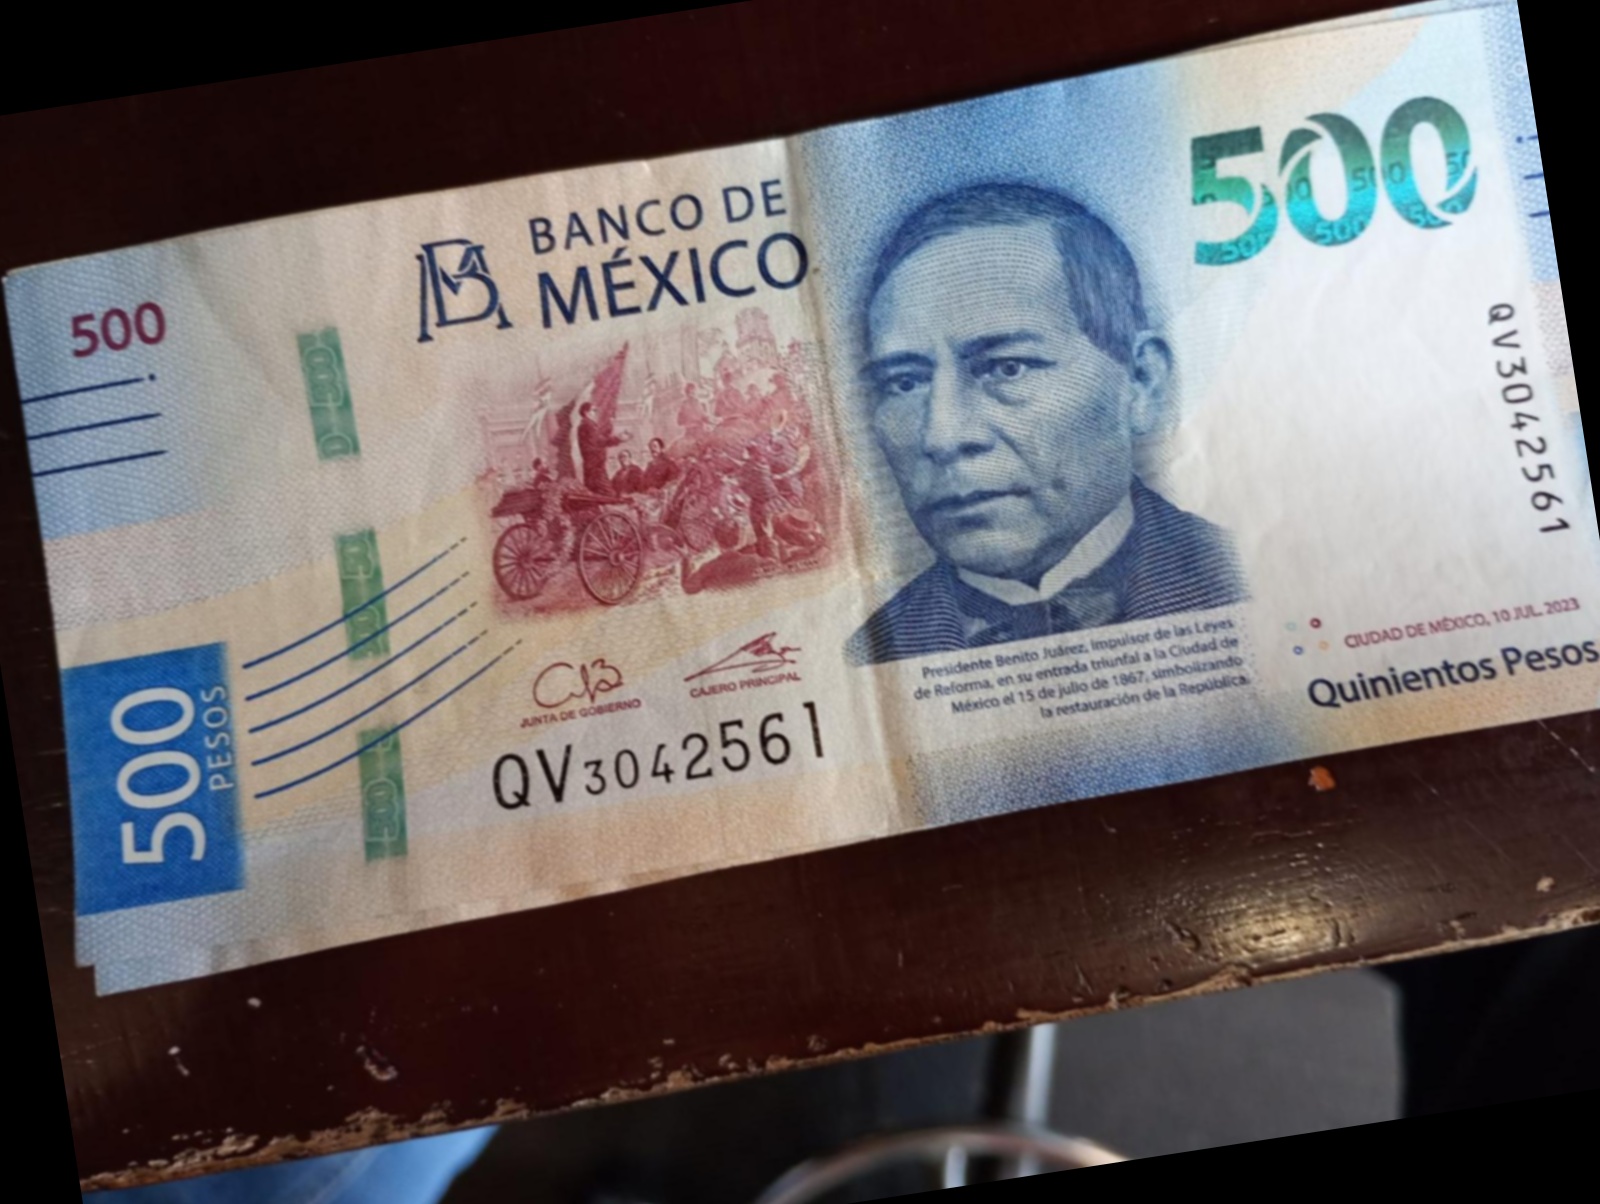 500
BM
BANCO DE
MÉXICO
500
QV3042561
500
PESOS
JUNTA DE GOBIERNO
CAJERO PRINCIPAL
QV3042561
Presidente Benito Juárez, impulsor de las Leyes
de Reforma, en su entrada triunfal a la Ciudad de
México el 15 de julio de 1867, simbolizando
la restauración de la República.
CIUDAD DE MÉXICO, 10 JUL. 2023
Quinientos Pesos